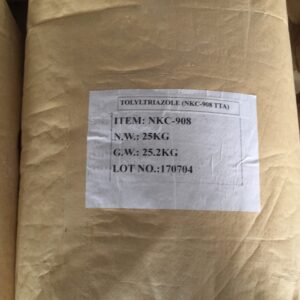 TOLYLTRIAZOLE (NKC-908 TTA)
ITEM: NKC-908
N.W.: 25KG
G.W.: 25.2KG
LOT NO.:170704